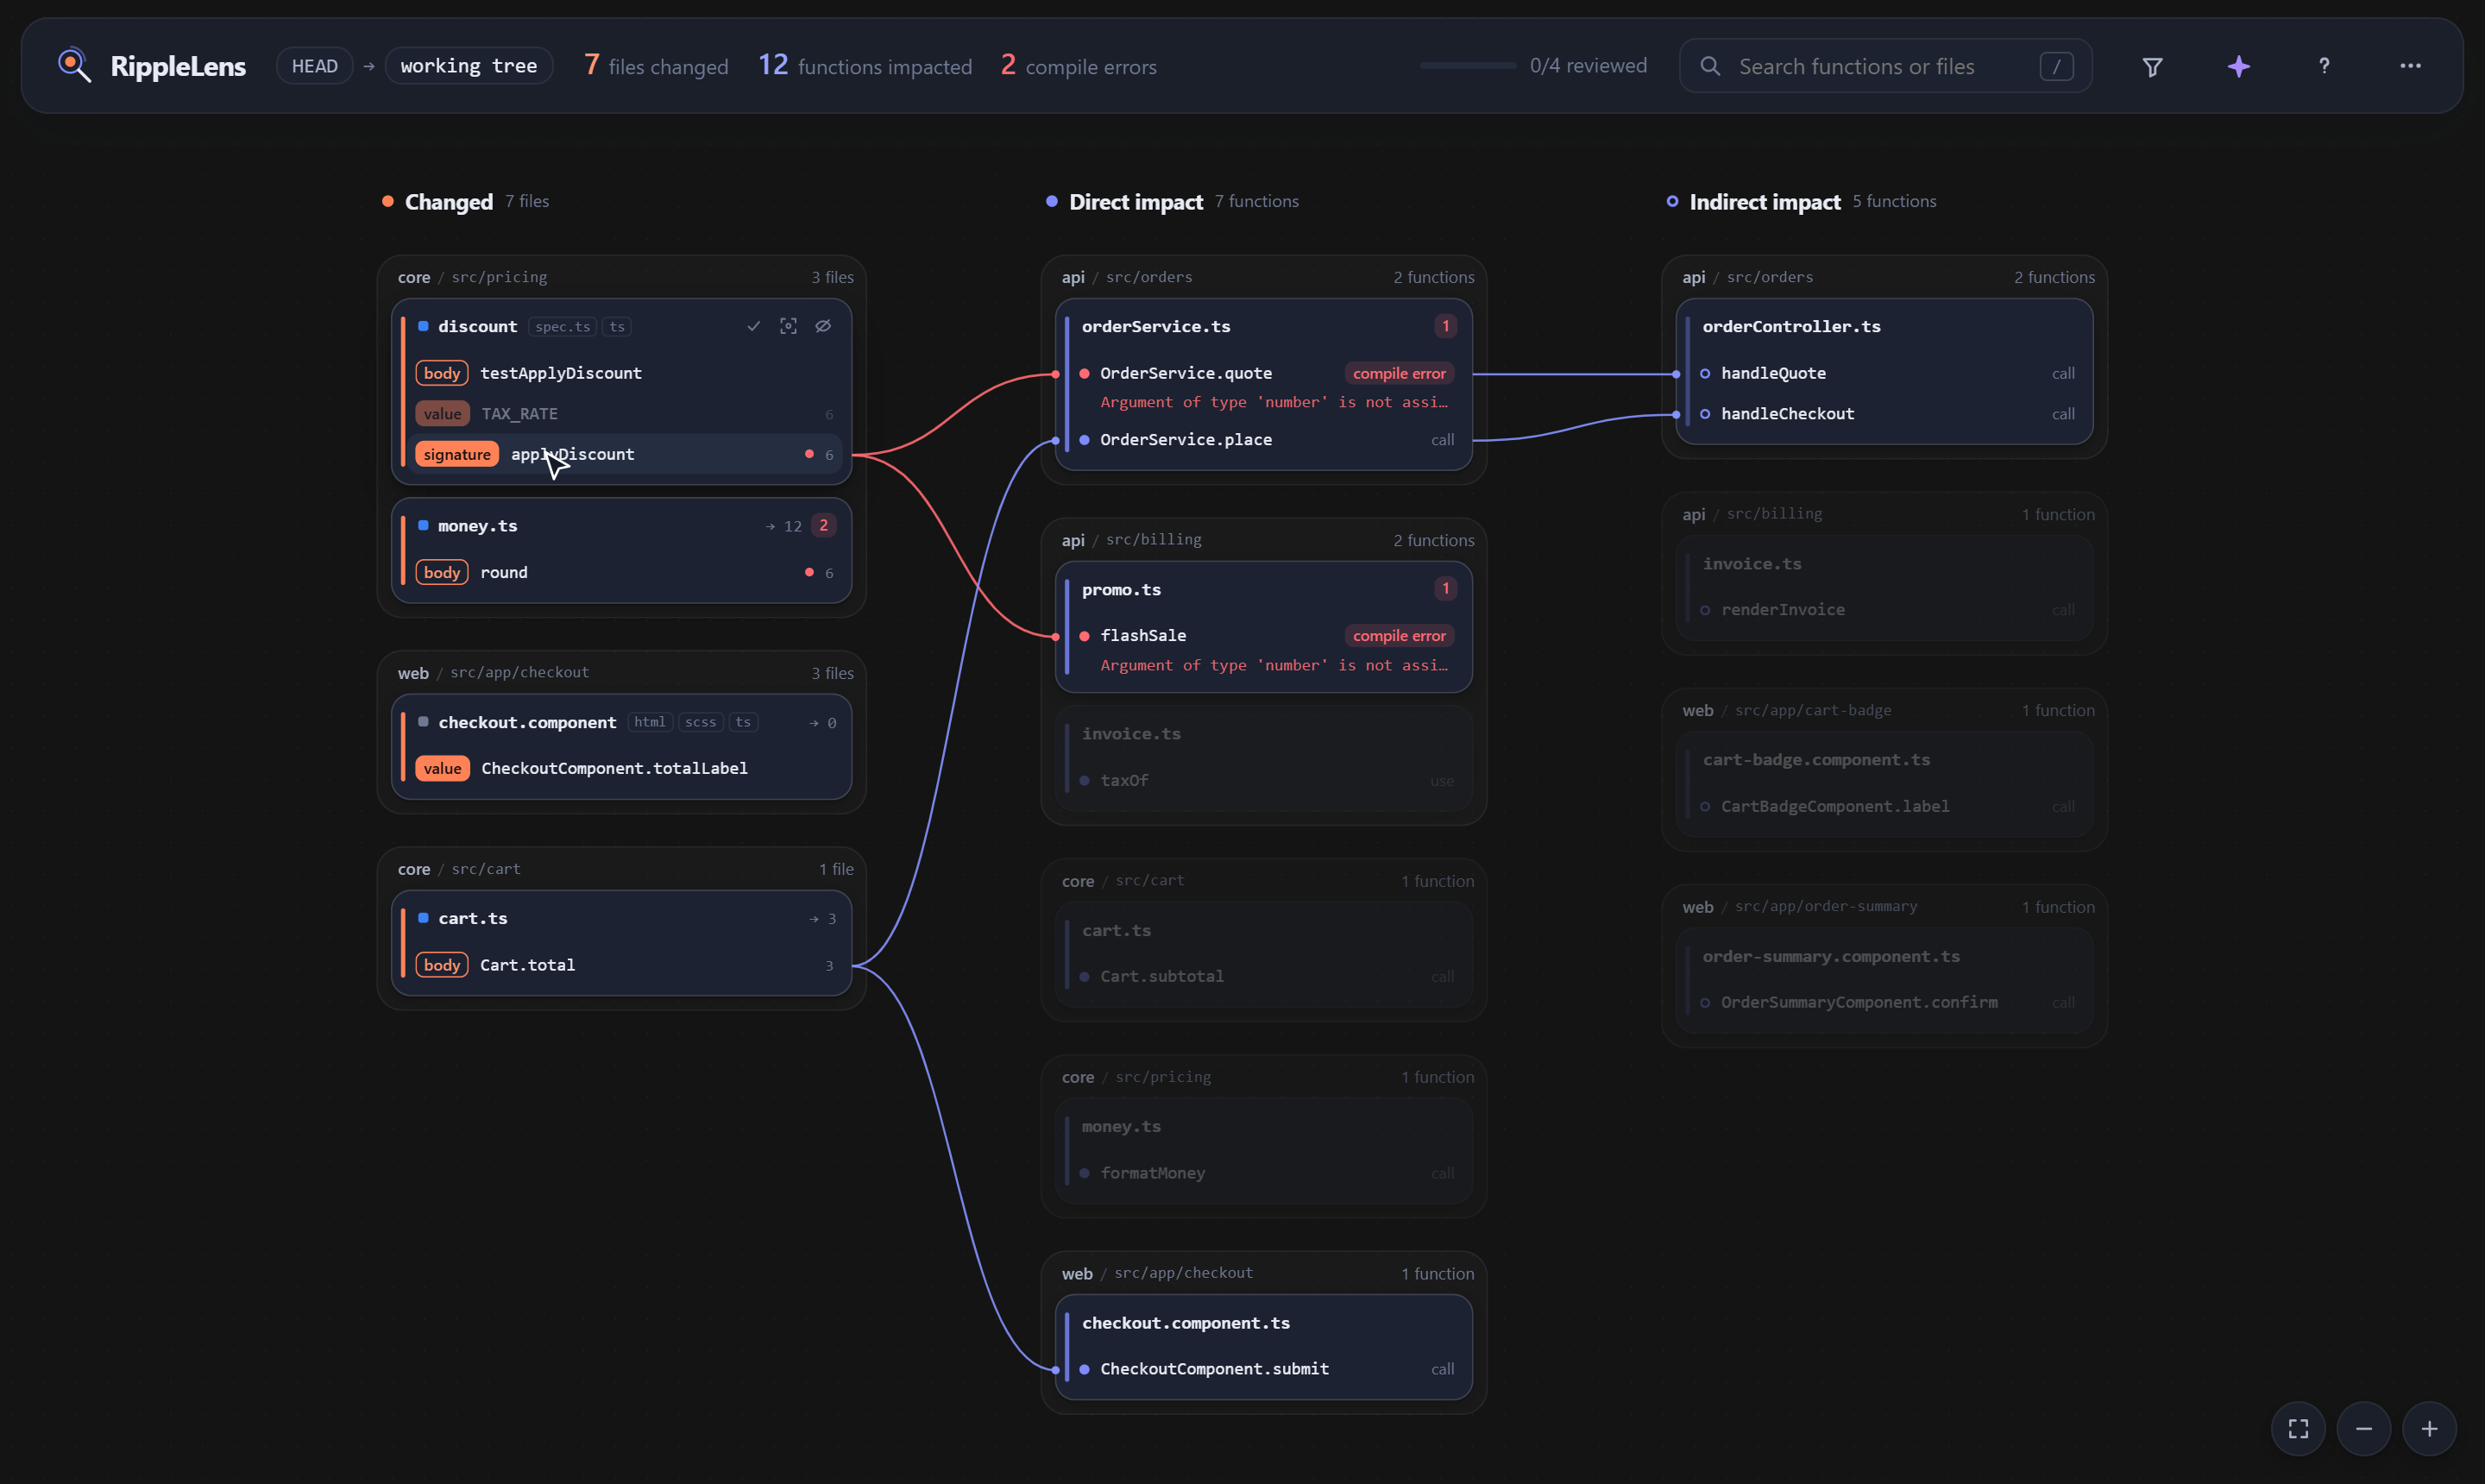 RippleLens HEAD → working tree 7 files changed 12 functions impacted 2 compile errors 0/4 reviewed Search functions or files / ?
Changed 7 files
core / src/pricing 3 files
discount spec.ts ts
body testApplyDiscount
value TAX_RATE 6
signature applyDiscount 6
money.ts → 12 2
body round 6
web / src/app/checkout 3 files
checkout.component html scss ts → 0
value CheckoutComponent.totalLabel
core / src/cart 1 file
cart.ts → 3
body Cart.total 3
Direct impact 7 functions
api / src/orders 2 functions
orderService.ts 1
OrderService.quote compile error
Argument of type 'number' is not assi…
OrderService.place call
api / src/billing 2 functions
promo.ts 1
flashSale compile error
Argument of type 'number' is not assi…
invoice.ts
taxOf use
core / src/cart 1 function
cart.ts
Cart.subtotal call
core / src/pricing 1 function
money.ts
formatMoney call
web / src/app/checkout 1 function
checkout.component.ts
CheckoutComponent.submit call
Indirect impact 5 functions
api / src/orders 2 functions
orderController.ts
handleQuote call
handleCheckout call
api / src/billing 1 function
invoice.ts
renderInvoice call
web / src/app/cart-badge 1 function
cart-badge.component.ts
CartBadgeComponent.label call
web / src/app/order-summary 1 function
order-summary.component.ts
OrderSummaryComponent.confirm call